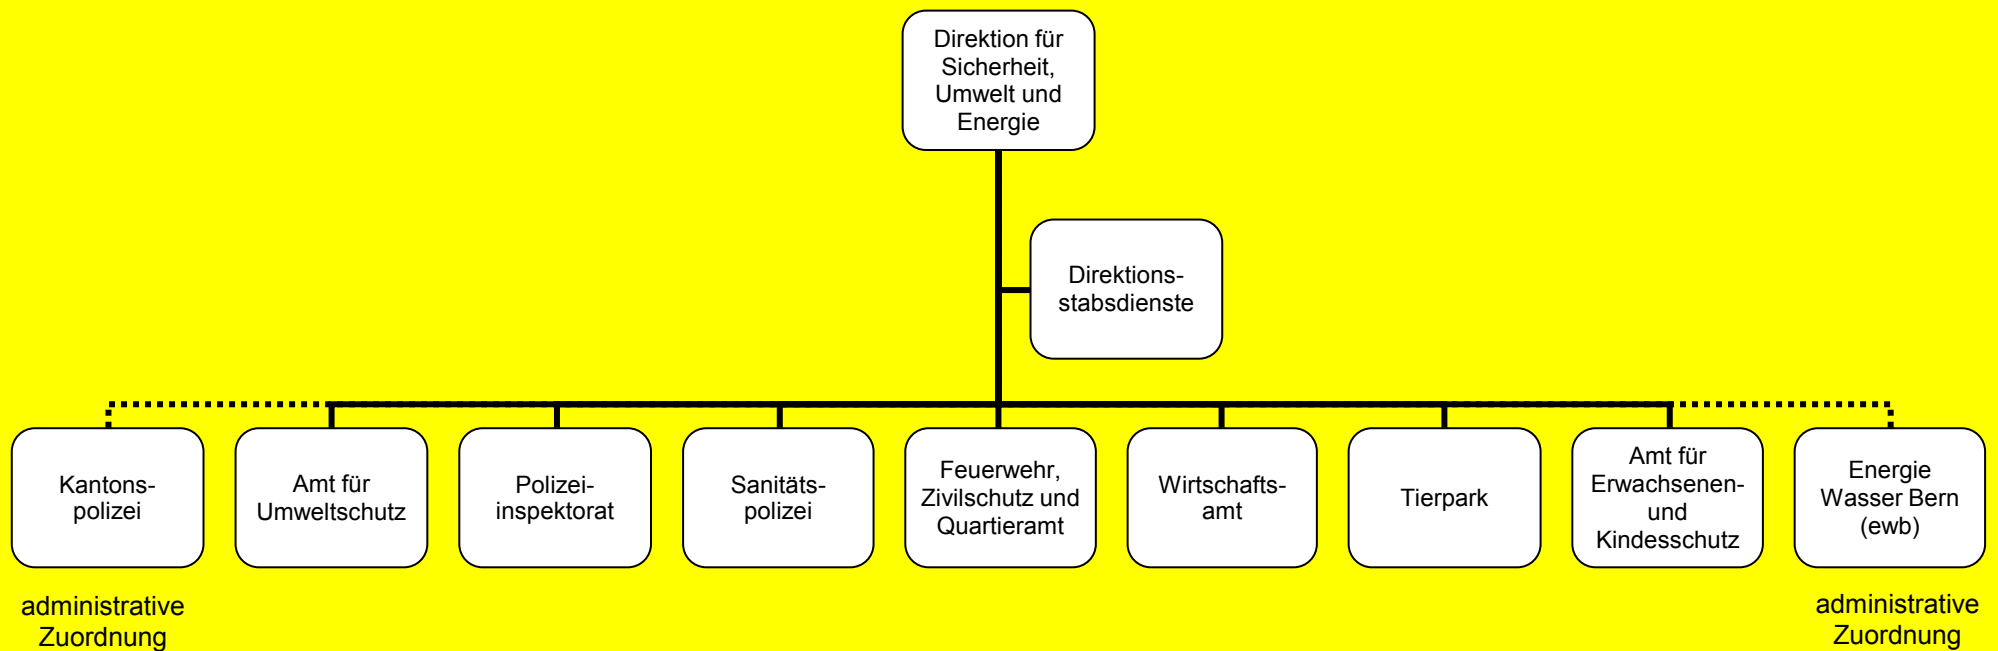 Direktion für
Sicherheit,
Umwelt und
Energie
Direktions-
stabsdienste
Kantons-
polizei
Amt für
Umweltschutz
Polizei-
inspektorat
Sanitäts-
polizei
Feuerwehr,
Zivilschutz und
Quartieramt
Wirtschafts-
amt
Tierpark
Amt für
Erwachsenen-
und
Kindesschutz
Energie
Wasser Bern
(ewb)
administrative
Zuordnung
administrative
Zuordnung